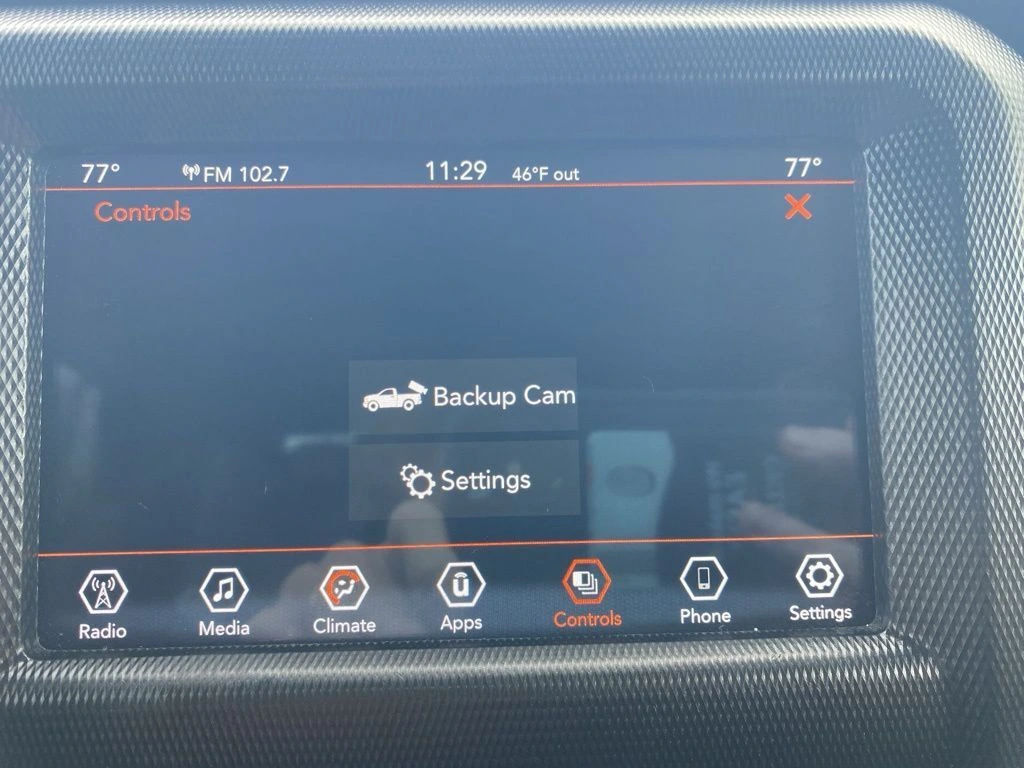 77° FM 102.7 11:29 46°F out 77°
Controls
Backup Cam
Settings
Radio Media Climate Apps Controls Phone Settings